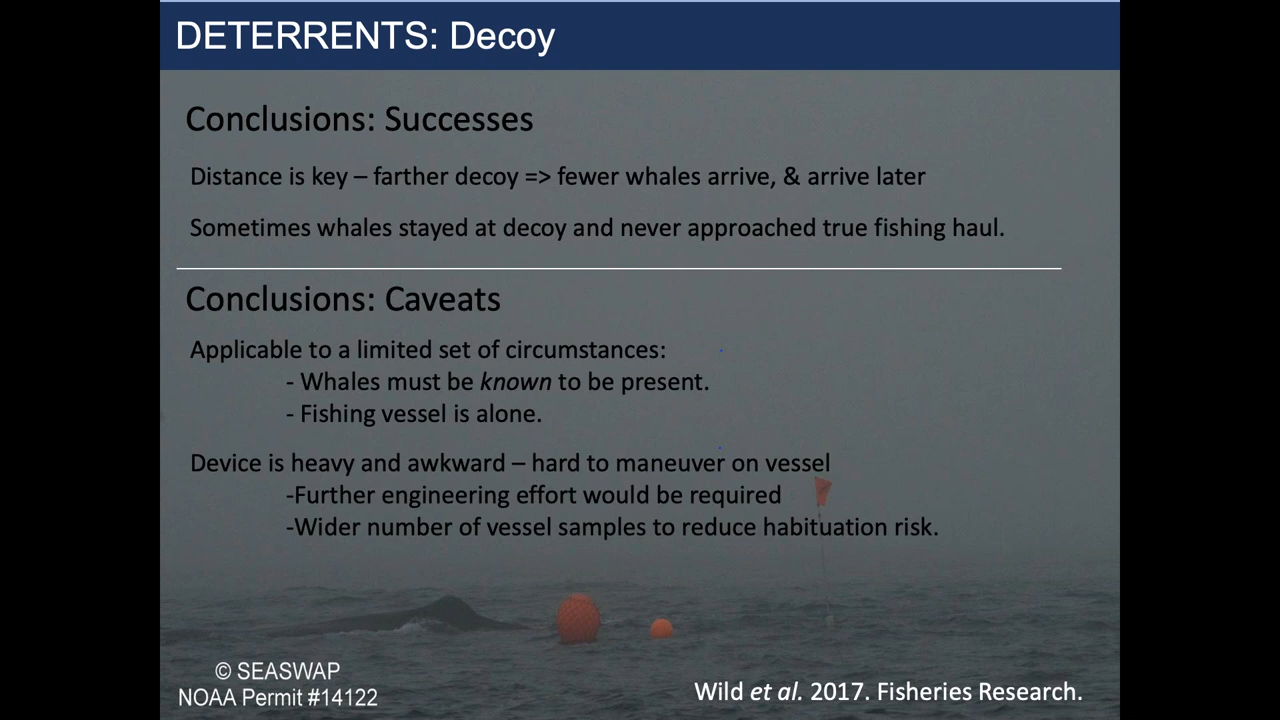 DETERRENTS: Decoy
Conclusions: Successes
Distance is key – farther decoy => fewer whales arrive, & arrive later
Sometimes whales stayed at decoy and never approached true fishing haul.
Conclusions: Caveats
Applicable to a limited set of circumstances:
- Whales must be known to be present.
- Fishing vessel is alone.
Device is heavy and awkward – hard to maneuver on vessel
-Further engineering effort would be required
-Wider number of vessel samples to reduce habituation risk.
© SEASWAP
NOAA Permit #14122
Wild et al. 2017. Fisheries Research.